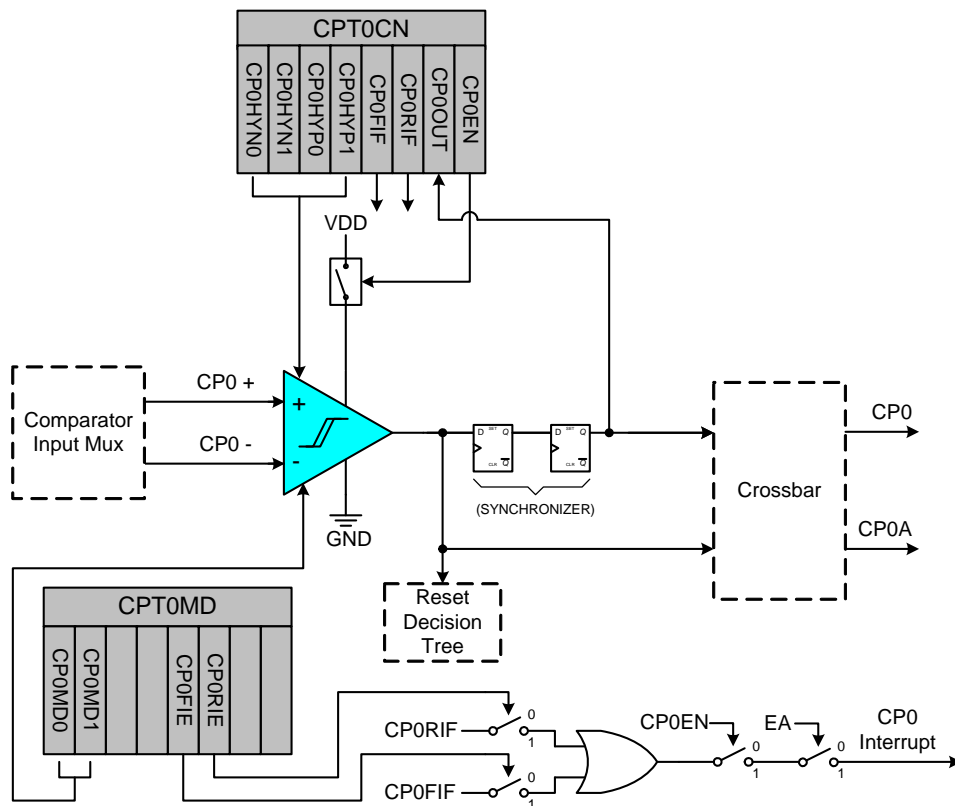 CPT0CN
CP0HYN0
CP0HYN1
CP0HYP0
CP0HYP1
CP0FIF
CP0RIF
CP0OUT
CP0EN
VDD
Comparator
Input Mux
CP0 +
CP0 -
+
-
GND
D SET Q
CLR Q
D SET Q
CLR Q
(SYNCHRONIZER)
Crossbar
CP0
CP0A
Reset
Decision
Tree
CPT0MD
CP0MD0
CP0MD1
CP0FIE
CP0RIE
CP0RIF
0
1
CP0FIF
0
1
CP0EN
0
1
EA
0
1
CP0
Interrupt